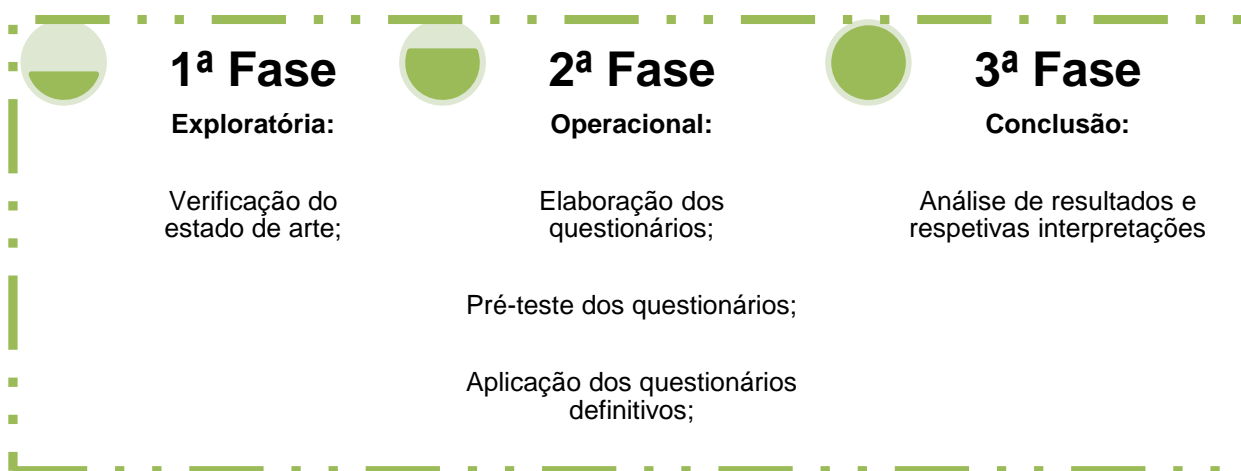 1ª Fase
Exploratória:
Verificação do
estado de arte;
2ª Fase
Operacional:
Elaboração dos
questionários;
Pré-teste dos questionários;
Aplicação dos questionários
definitivos;
3ª Fase
Conclusão:
Análise de resultados e
respetivas interpretações